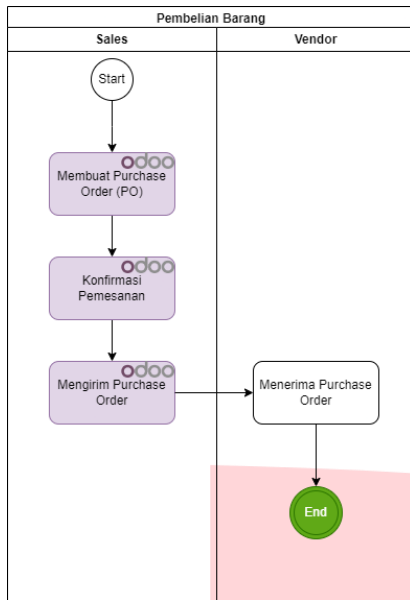 Pembelian Barang
Sales
Vendor
Start
odoo
Membuat Purchase
Order (PO)
odoo
Konfirmasi
Pemesanan
odoo
Mengirim Purchase
Order
Menerima Purchase
Order
End